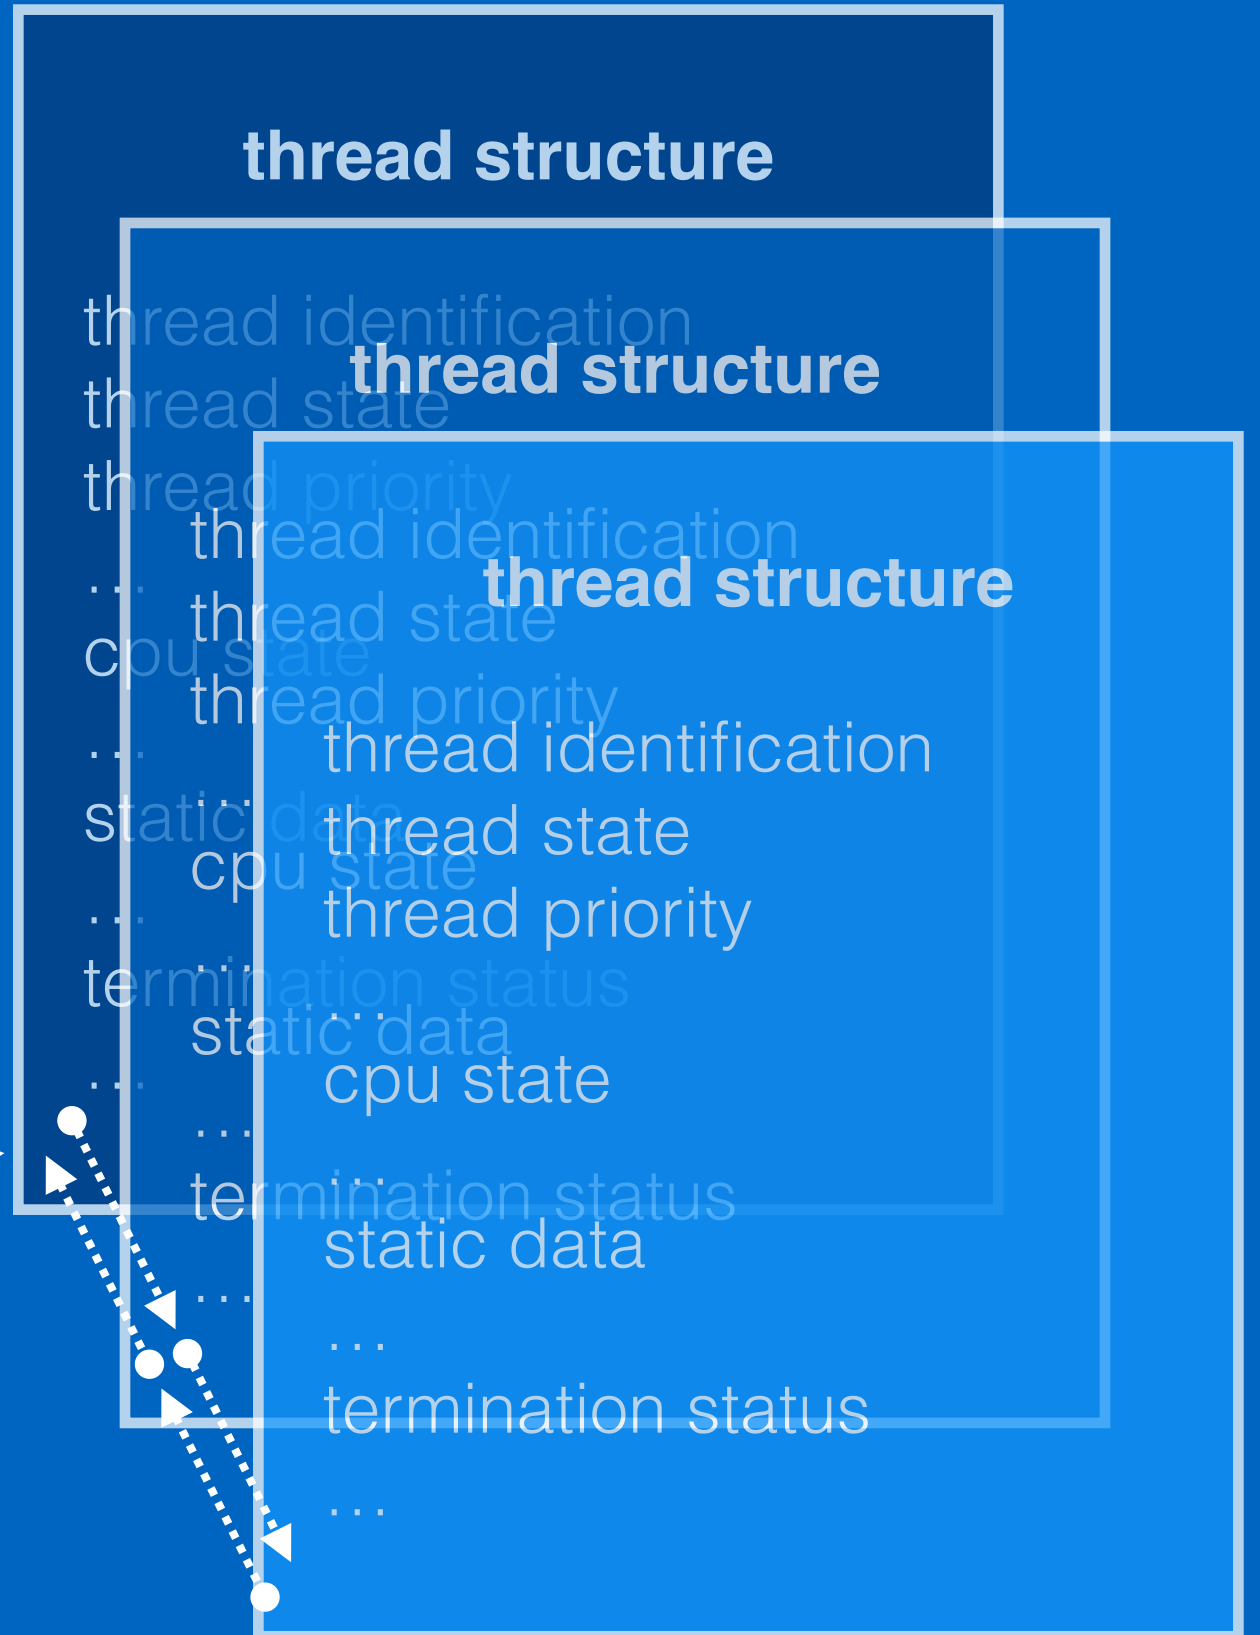 thread structure
thread identification
thread state
thread priority
...
cpu state
...
static data
...
termination status
...
thread structure
thread identification
thread state
thread priority
...
cpu state
...
static data
...
termination status
...
thread structure
thread identification
thread state
thread priority
...
cpu state
...
static data
...
termination status
...